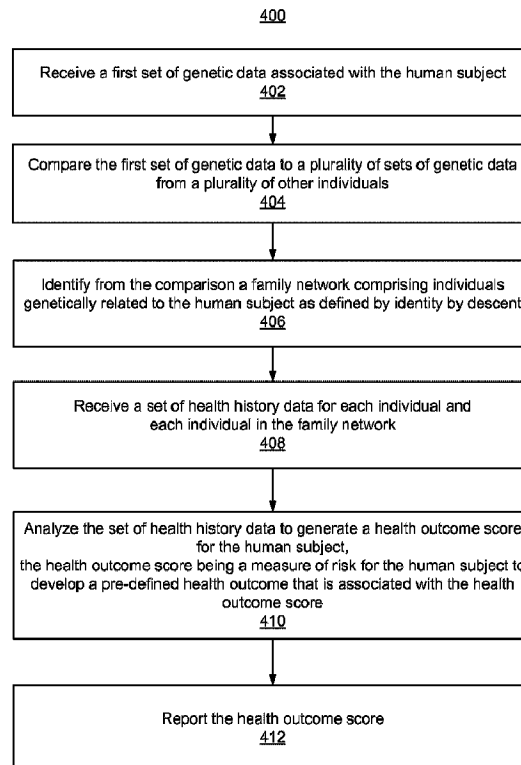 400
Receive a first set of genetic data associated with the human subject
402
Compare the first set of genetic data to a plurality of sets of genetic data
from a plurality of other individuals
404
Identify from the comparison a family network comprising individuals
genetically related to the human subject as defined by identity by descent
406
Receive a set of health history data for each individual and
each individual in the family network
408
Analyze the set of health history data to generate a health outcome score
for the human subject,
the health outcome score being a measure of risk for the human subject to
develop a pre-defined health outcome that is associated with the health
outcome score
410
Report the health outcome score
412